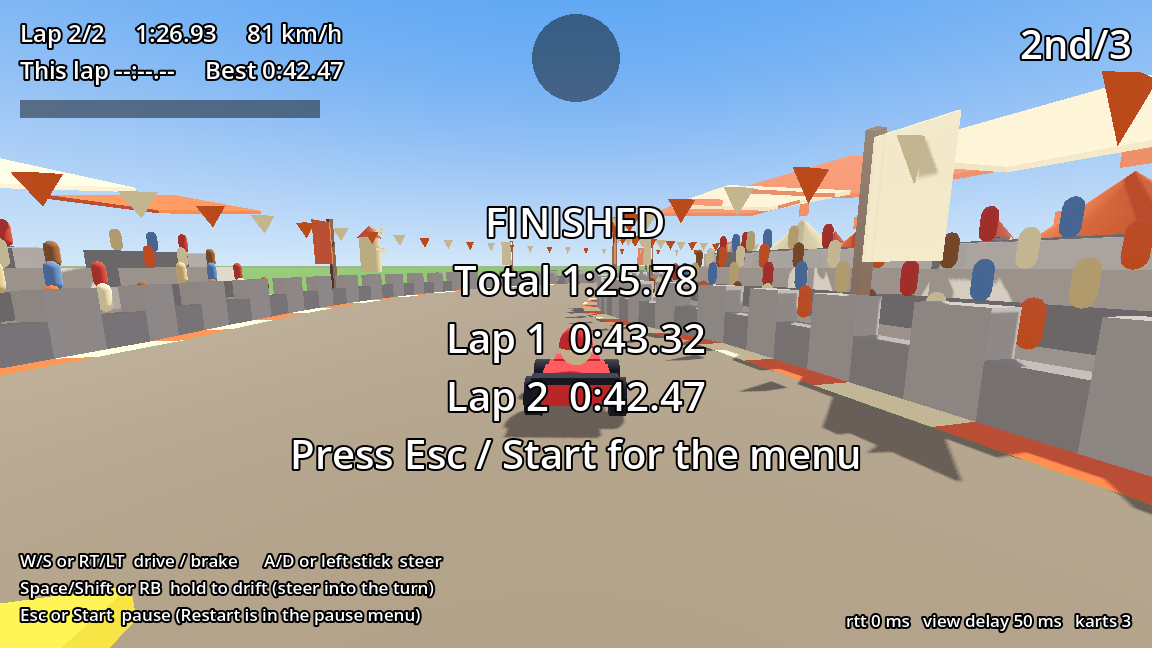 Lap 2/2 1:26.93 81 km/h
2nd/3
This lap --:--.-- Best 0:42.47
FINISHED
Total 1:25.78
Lap 1 0:43.32
Lap 2 0:42.47
Press Esc / Start for the menu
W/S or RT/LT drive / brake A/D or left stick steer
Space/Shift or RB hold to drift (steer into the turn)
Esc or Start pause (Restart is in the pause menu)
rtt 0 ms view delay 50 ms karts 3